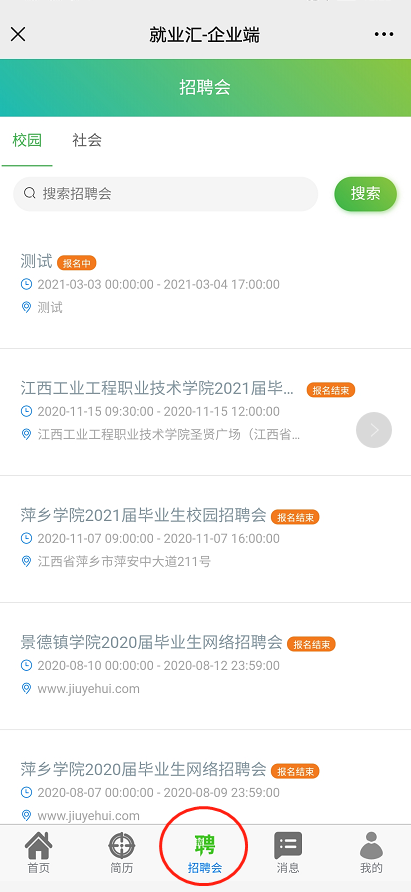 就业汇-企业端
招聘会
校园 社会
搜索招聘会 搜索
测试 报名中
2021-03-03 00:00:00 - 2021-03-04 17:00:00
测试
江西工业工程职业技术学院2021届毕... 报名结束
2020-11-15 09:30:00 - 2020-11-15 12:00:00
江西工业工程职业技术学院圣贤广场（江西省...
萍乡学院2021届毕业生校园招聘会 报名结束
2020-11-07 09:00:00 - 2020-11-07 16:00:00
江西省萍乡市萍安中大道211号
景德镇学院2020届毕业生网络招聘会 报名结束
2020-08-10 00:00:00 - 2020-08-12 23:59:00
www.jiuyehui.com
萍乡学院2020届毕业生网络招聘会 报名结束
2020-08-07 00:00:00 - 2020-08-09 23:59:00
www.jiuyehui.com
聘
首页 简历 招聘会 消息 我的